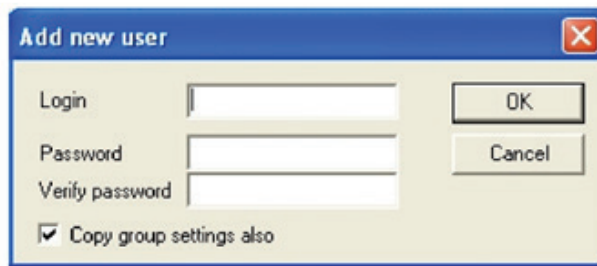 Add new user
Login
OK
Password
Cancel
Verify password
Copy group settings also